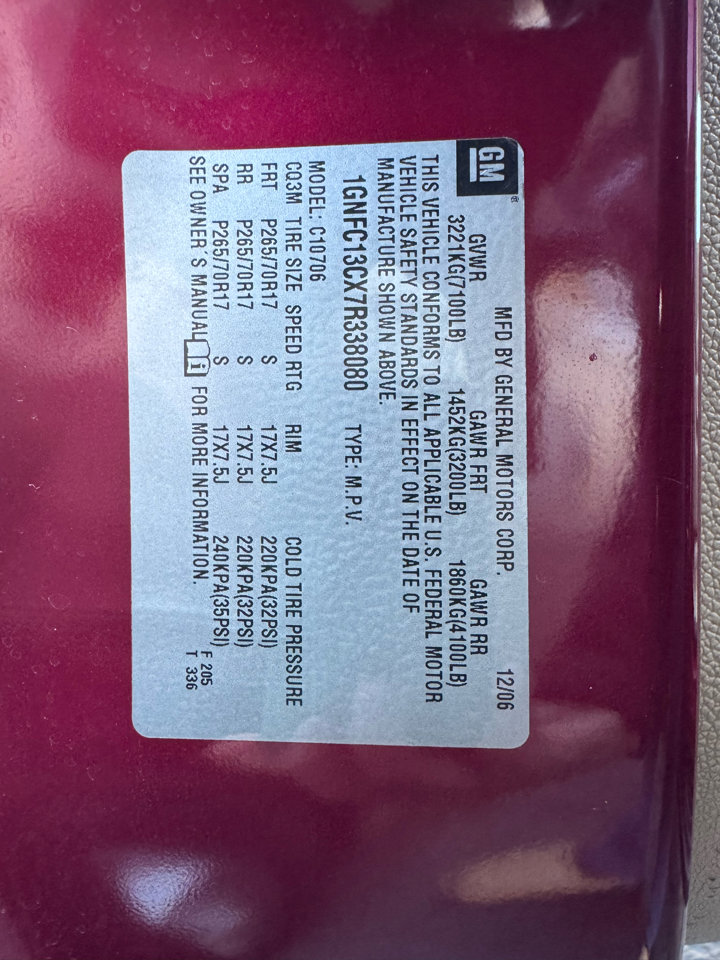 GM
MFD BY GENERAL MOTORS CORP. 12/06
GVWR GAWR FRT GAWR RR
3221KG(7100LB) 1452KG(3200LB) 1860KG(4100LB)
THIS VEHICLE CONFORMS TO ALL APPLICABLE U.S. FEDERAL MOTOR
VEHICLE SAFETY STANDARDS IN EFFECT ON THE DATE OF
MANUFACTURE SHOWN ABOVE.
1GNFC13CX7R338080 TYPE: M.P.V.
MODEL: C10706
CQ3M TIRE SIZE SPEED RTG RIM COLD TIRE PRESSURE
FRT P265/70R17 S 17X7.5J 220KPA(32PSI)
RR P265/70R17 S 17X7.5J 220KPA(32PSI)
SPA P265/70R17 S 17X7.5J 240KPA(35PSI)
SEE OWNER'S MANUAL i FOR MORE INFORMATION.
F 205
T 336